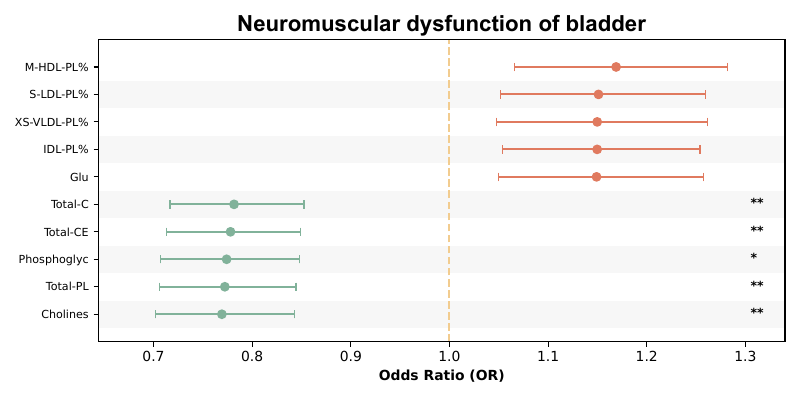 Neuromuscular dysfunction of bladder
M-HDL-PL%
S-LDL-PL%
XS-VLDL-PL%
IDL-PL%
Glu
Total-C **
Total-CE **
Phosphoglyc *
Total-PL **
Cholines **
0.7 0.8 0.9 1.0 1.1 1.2 1.3
Odds Ratio (OR)